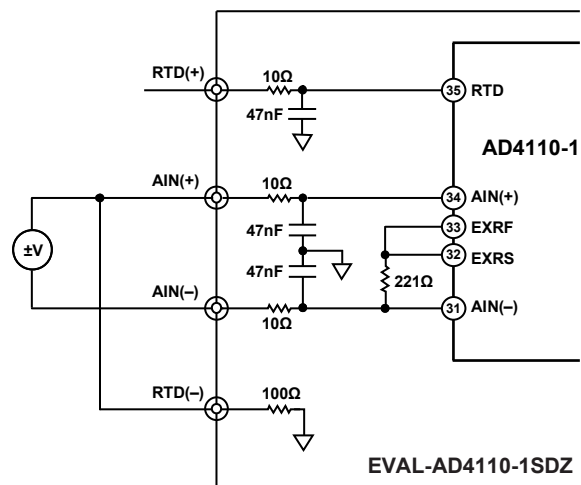 RTD(+)
10Ω
47nF
35 RTD
AD4110-1
AIN(+)
10Ω
34 AIN(+)
47nF
33 EXRF
±V
32 EXRS
47nF
221Ω
AIN(–)
31 AIN(–)
10Ω
RTD(–)
100Ω
EVAL-AD4110-1SDZ